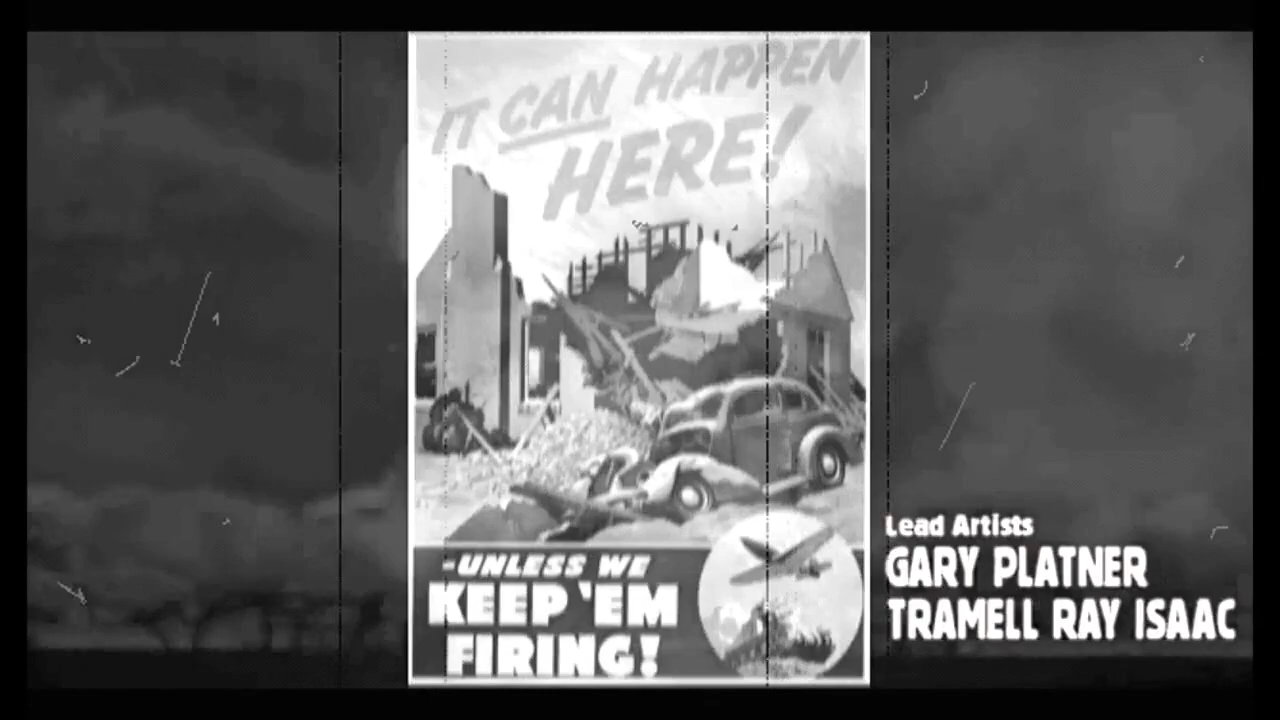 IT CAN HAPPEN
HERE!
-UNLESS WE
KEEP 'EM
FIRING!
Lead Artists
GARY PLATNER
TRAMELL RAY ISAAC